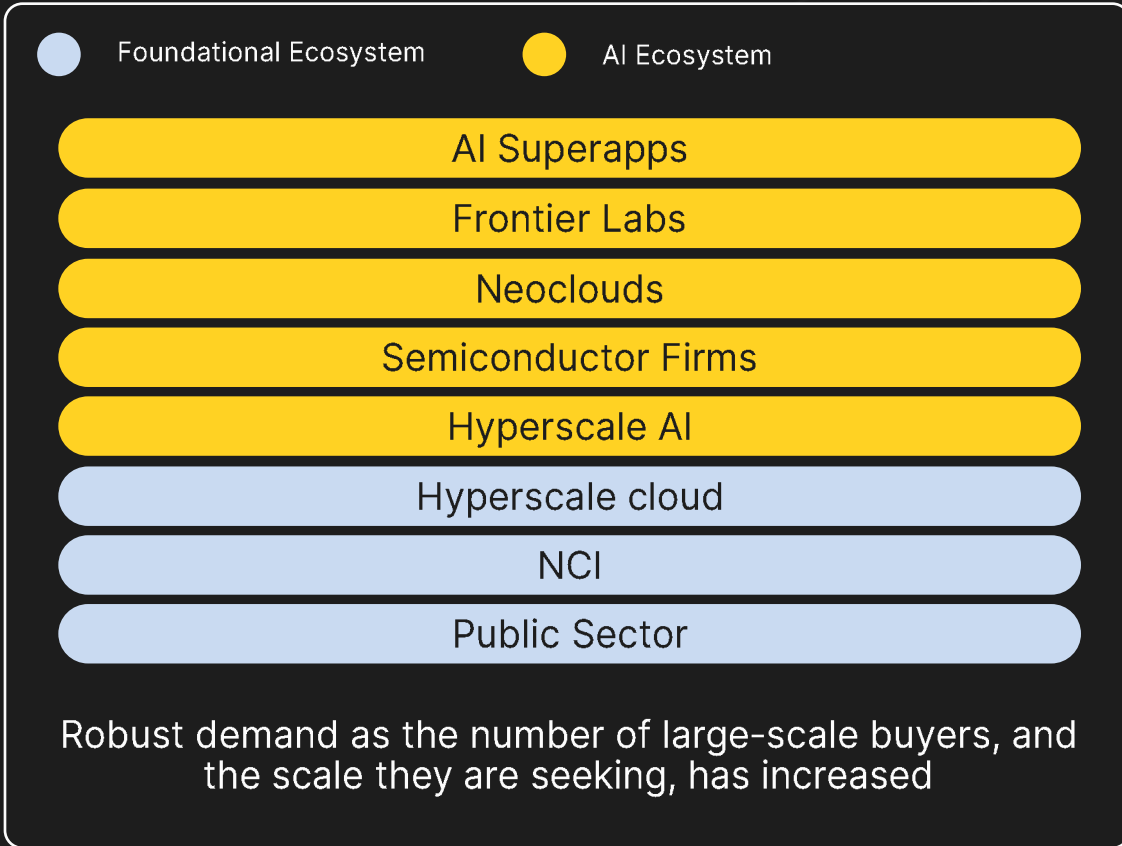 Foundational Ecosystem
AI Ecosystem
AI Superapps
Frontier Labs
Neoclouds
Semiconductor Firms
Hyperscale AI
Hyperscale cloud
NCI
Public Sector
Robust demand as the number of large-scale buyers, and
the scale they are seeking, has increased